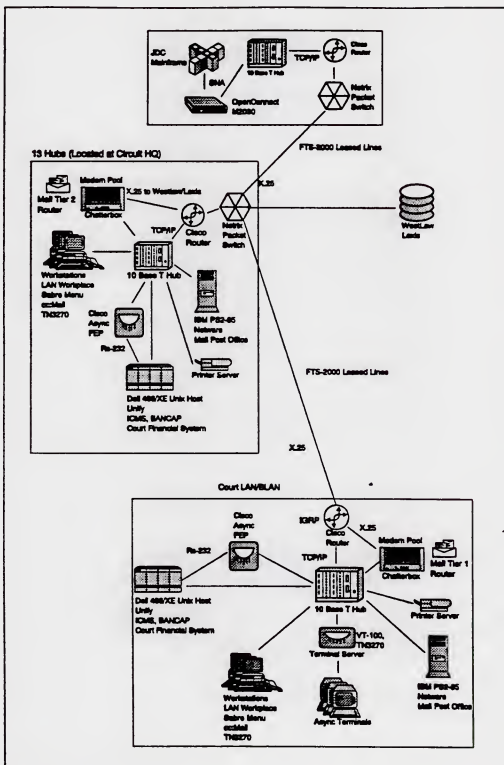 JDC
Mainframe
SNA
OpenConnect
M2080
10 Base T Hub
TCP/IP
Cisco
Router
Netrix
Packet
Switch
FTS-2000 Leased Lines
X.25
13 Hubs (Located at Circuit HQ)
Mail Tier 2
Router
Modem Pool
Chatterbox
X.25 to Westlaw/Lexis
TCP/IP
Cisco
Router
Netrix
Packet
Switch
WestLaw
Lexis
Workstations
LAN Workplace
Sabre Menu
cc:Mail
TN3270
10 Base T Hub
Cisco
Async
PEP
Rs-232
IBM PS2-95
Netware
Mail Post Office
Printer Server
Dell 486/XE Unix Host
Unify
ICMS, BANCAP
Court Financial System
FTS-2000 Leased Lines
X.25
Court LAN/BLAN
IGRP
Cisco
Router
X.25
TCP/IP
Cisco
Async
PEP
Rs-232
Modem Pool
Chatterbox
Mail Tier 1
Router
Dell 486/XE Unix Host
Unify
ICMS, BANCAP
Court Financial System
10 Base T Hub
Printer Server
VT-100,
TN3270
Terminal Server
Workstations
LAN Workplace
Sabre Menu
cc:Mail
TN3270
Async Terminals
IBM PS2-95
Netware
Mail Post Office